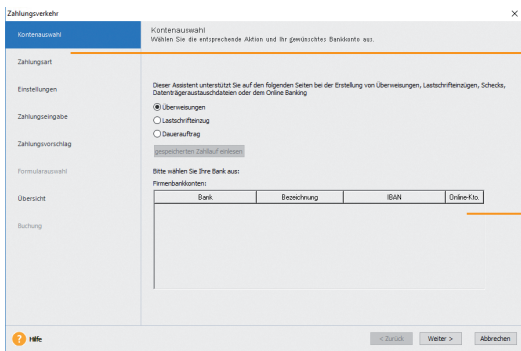 Zahlungsverkehr
Kontenauswahl
Kontenauswahl
Wählen Sie die entsprechende Aktion und Ihr gewünschtes Bankkonto aus.
Zahlungsart
Einstellungen
Zahlungseingabe
Zahlungsvorschlag
Formularauswahl
Übersicht
Buchung
Dieser Assistent unterstützt Sie auf den folgenden Seiten bei der Erstellung von Überweisungen, Lastschrifteinzügen, Schecks,
Datenträgeraustauschdateien oder dem Online Banking
Überweisungen
Lastschrifteinzug
Dauerauftrag
gespeicherten Zahllauf einlesen
Bitte wählen Sie Ihre Bank aus:
Firmenbankkonten:
Bank Bezeichnung IBAN Online-Kto.
? Hilfe
< Zurück Weiter > Abbrechen